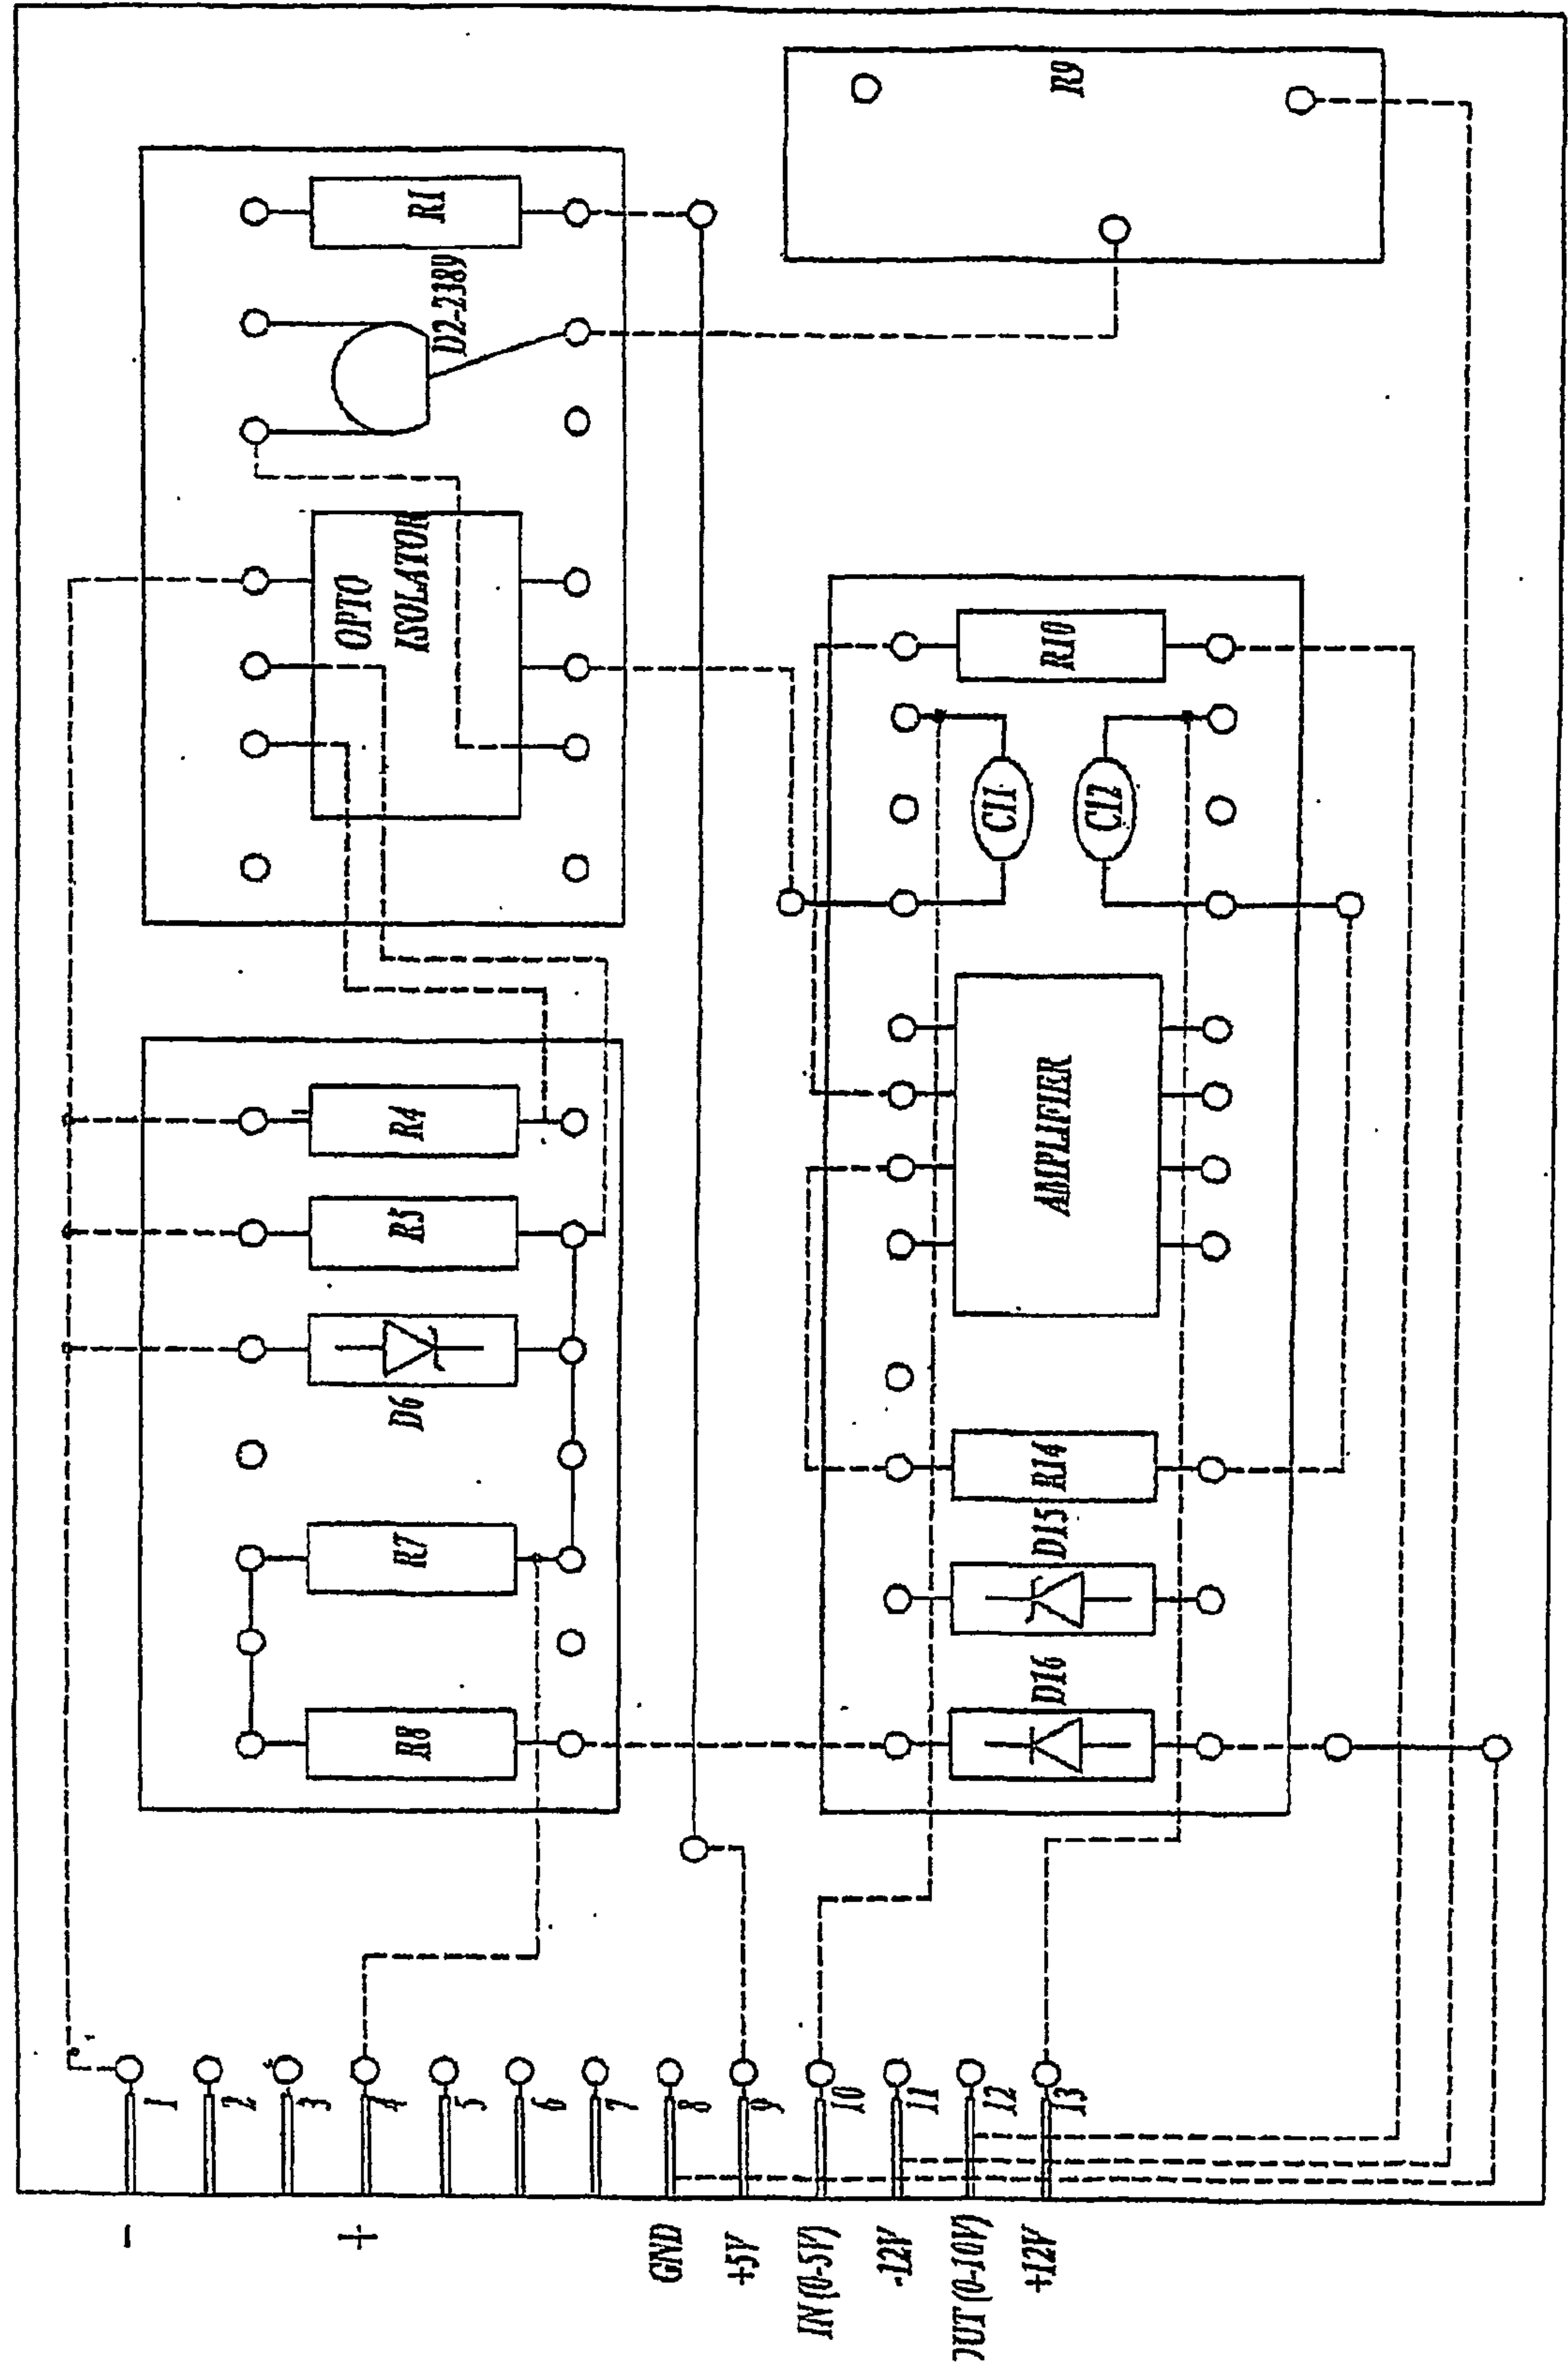 R9
R1
D2-2389
OPTO
ISOLATOR
R10
C11
C12
AMPLIFIER
R4
R5
D6
R7
R8
R14
D15
D16
1
2
3
4
5
6
7
8
9
10
11
12
13
-
+
GND
+5V
IN (0-5V)
-12V
OUT (0-10V)
+12V